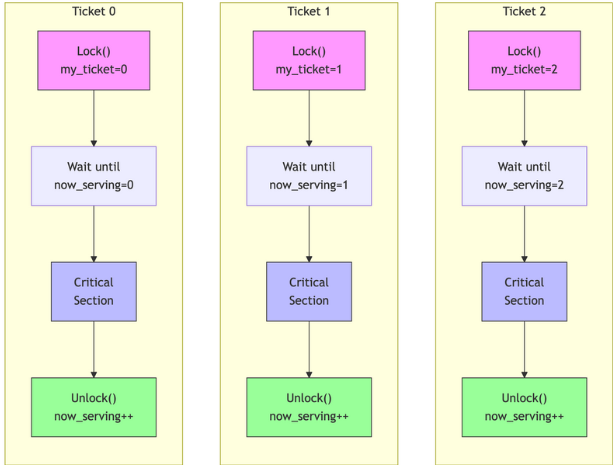 Ticket 0
Lock()
my_ticket=0
Wait until
now_serving=0
Critical
Section
Unlock()
now_serving++
Ticket 1
Lock()
my_ticket=1
Wait until
now_serving=1
Critical
Section
Unlock()
now_serving++
Ticket 2
Lock()
my_ticket=2
Wait until
now_serving=2
Critical
Section
Unlock()
now_serving++